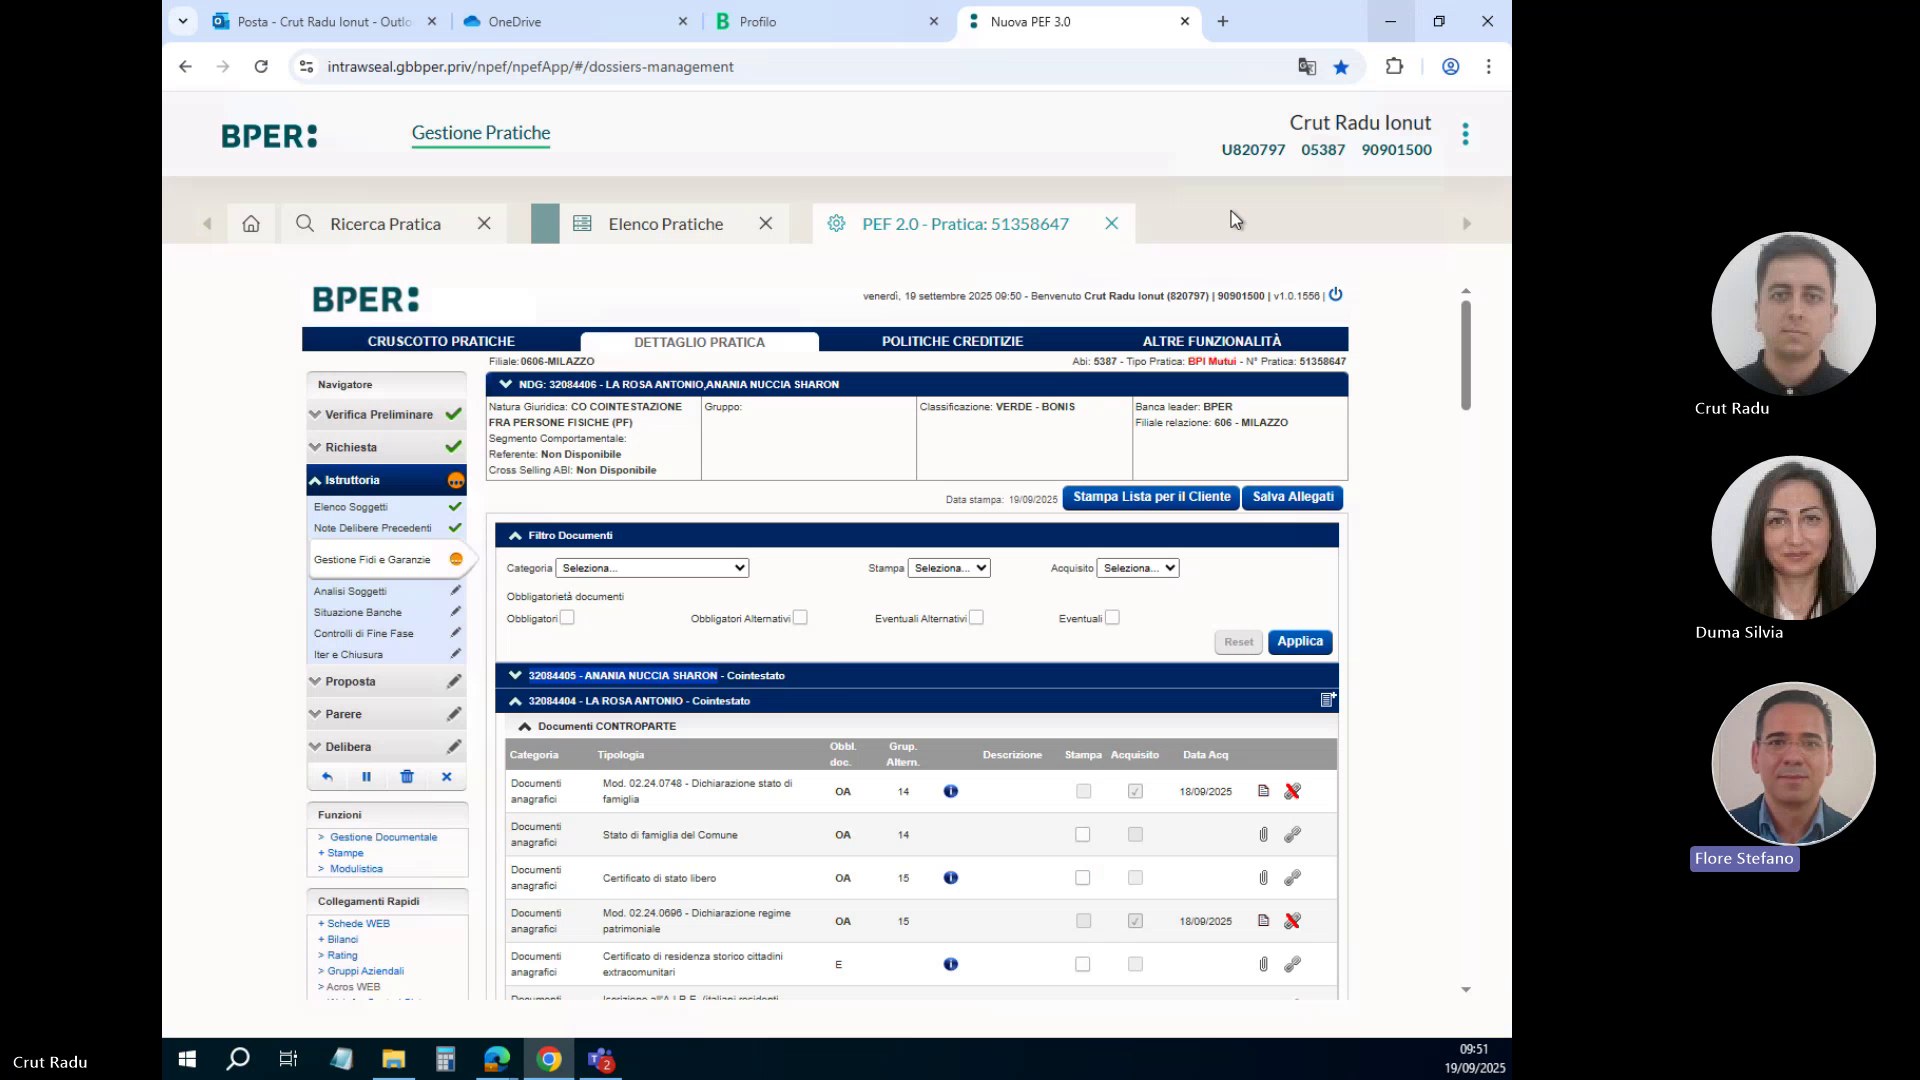 Posta - Crut Radu Ionut - Outlo
OneDrive
Profilo
Nuova PEF 3.0
intrawseal.gbbper.priv/npef/npefApp/#/dossiers-management
BPER:
Gestione Pratiche
Crut Radu Ionut
U820797 05387 90901500
Ricerca Pratica
Elenco Pratiche
PEF 2.0 - Pratica: 51358647
BPER:
venerdì, 19 settembre 2025 09:50 - Benvenuto Crut Radu Ionut (820797) | 90901500 | v1.0.1556 |
CRUSCOTTO PRATICHE
DETTAGLIO PRATICA
POLITICHE CREDITIZIE
ALTRE FUNZIONALITÀ
Filiale: 0606-MILAZZO
Abi: 5387 - Tipo Pratica: BPI Mutui - N° Pratica: 51358647
Navigatore
Verifica Preliminare
Richiesta
Istruttoria
Elenco Soggetti
Note Delibere Precedenti
Gestione Fidi e Garanzie
Analisi Soggetti
Situazione Banche
Controlli di Fine Fase
Iter e Chiusura
Proposta
Parere
Delibera
Funzioni
> Gestione Documentale
+ Stampe
> Modulistica
Collegamenti Rapidi
+ Schede WEB
+ Bilanci
> Rating
> Gruppi Aziendali
> Acros WEB
NDG: 32084406 - LA ROSA ANTONIO,ANANIA NUCCIA SHARON
Natura Giuridica: CO COINTESTAZIONE
FRA PERSONE FISICHE (PF)
Segmento Comportamentale:
Referente: Non Disponibile
Cross Selling ABI: Non Disponibile
Gruppo:
Classificazione: VERDE - BONIS
Banca leader: BPER
Filiale relazione: 606 - MILAZZO
Data stampa: 19/09/2025
Stampa Lista per il Cliente
Salva Allegati
Filtro Documenti
Categoria Seleziona...
Stampa Seleziona...
Acquisito Seleziona...
Obbligatorietà documenti
Obbligatori
Obbligatori Alternativi
Eventuali Alternativi
Eventuali
Reset
Applica
32084405 - ANANIA NUCCIA SHARON - Cointestato
32084404 - LA ROSA ANTONIO - Cointestato
Documenti CONTROPARTE
Categoria Tipologia Obbl. doc. Grup. Altern. Descrizione Stampa Acquisito Data Acq
Documenti anagrafici Mod. 02.24.0748 - Dichiarazione stato di famiglia OA 14 18/09/2025
Documenti anagrafici Stato di famiglia del Comune OA 14
Documenti anagrafici Certificato di stato libero OA 15
Documenti anagrafici Mod. 02.24.0696 - Dichiarazione regime patrimoniale OA 15 18/09/2025
Documenti anagrafici Certificato di residenza storico cittadini extracomunitari E
Documenti Iscrizione all'A.I.R.E. (italiani residenti
Crut Radu
Duma Silvia
Flore Stefano
Crut Radu
2
09:51
19/09/2025